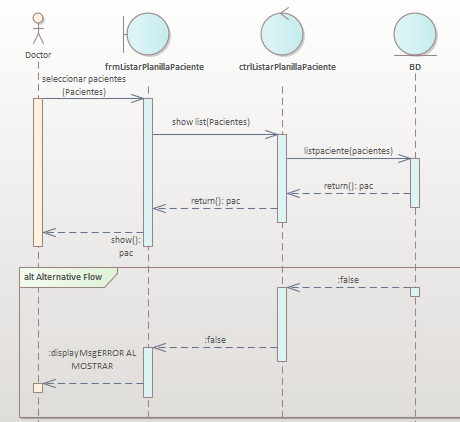 Doctor
frmListarPlanillaPaciente
ctrlListarPlanillaPaciente
BD
seleccionar pacientes
(Pacientes)
show list(Pacientes)
listpaciente(pacientes)
return(): pac
return(): pac
show():
pac
alt Alternative Flow
:false
:false
:displayMsgERROR AL
MOSTRAR